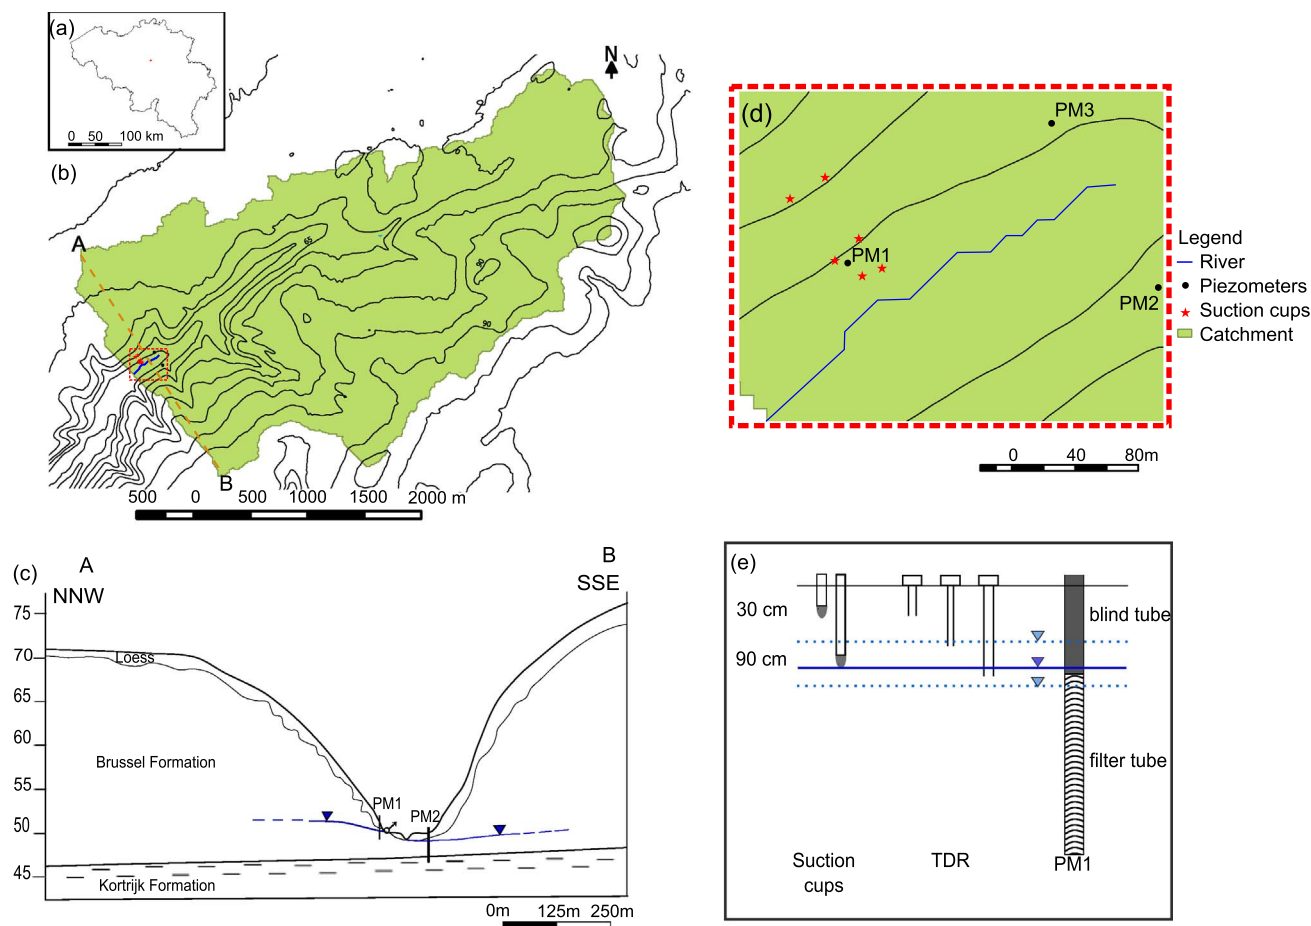 (a)
0 50 100 km
(b)
N
A
65
80
90
B
500 0 500 1000 1500 2000 m
(c)
A
NNW
B
SSE
75
70
65
60
55
50
45
Loess
Brussel Formation
PM1
PM2
Kortrijk Formation
0m 125m 250m
(d)
PM3
PM1
PM2
Legend
River
Piezometers
Suction cups
Catchment
0 40 80m
(e)
30 cm
90 cm
blind tube
filter tube
Suction
cups
TDR
PM1